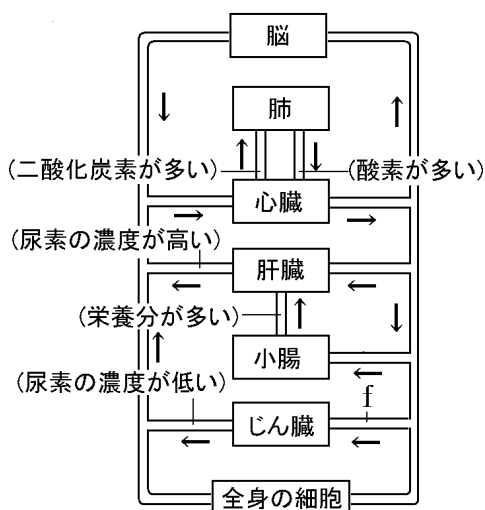 脳
肺
(二酸化炭素が多い)
(酸素が多い)
心臓
(尿素の濃度が高い)
肝臓
(栄養分が多い)
小腸
(尿素の濃度が低い)
f
じん臓
全身の細胞